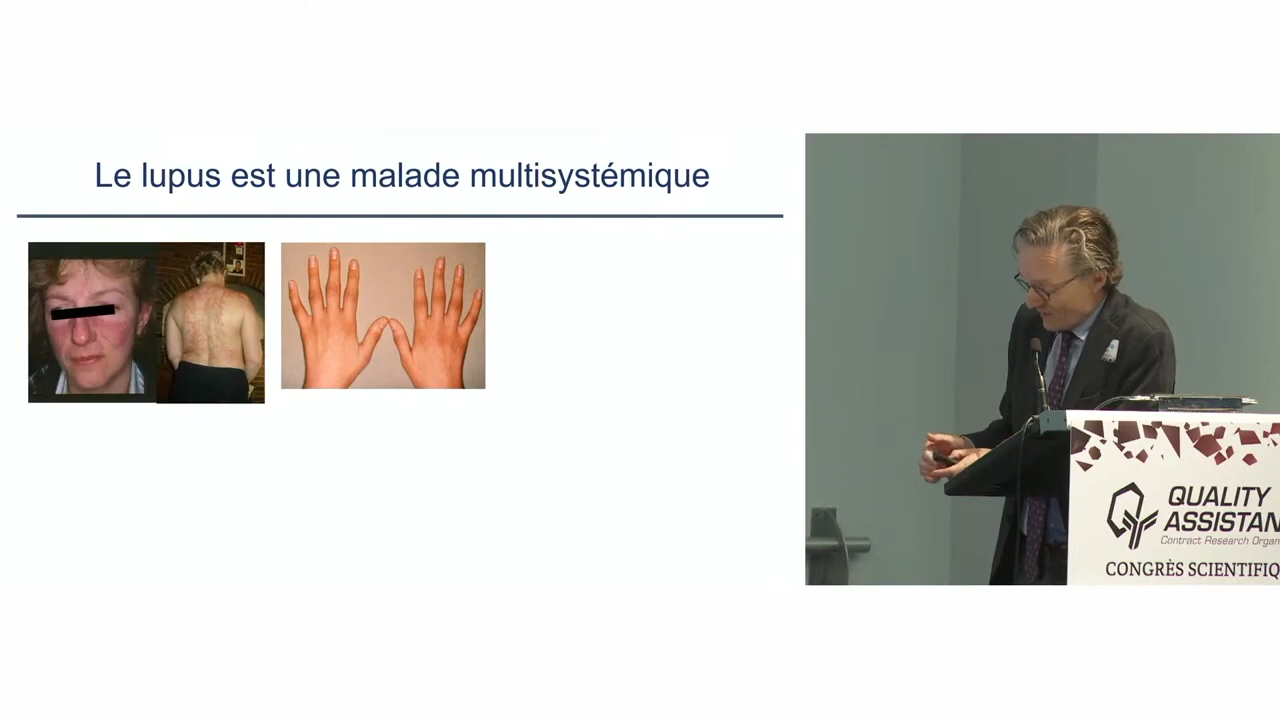 Le lupus est une malade multisystémique
QUALITY
ASSISTAN
Contract Research Organ
CONGRÈS SCIENTIFIQ